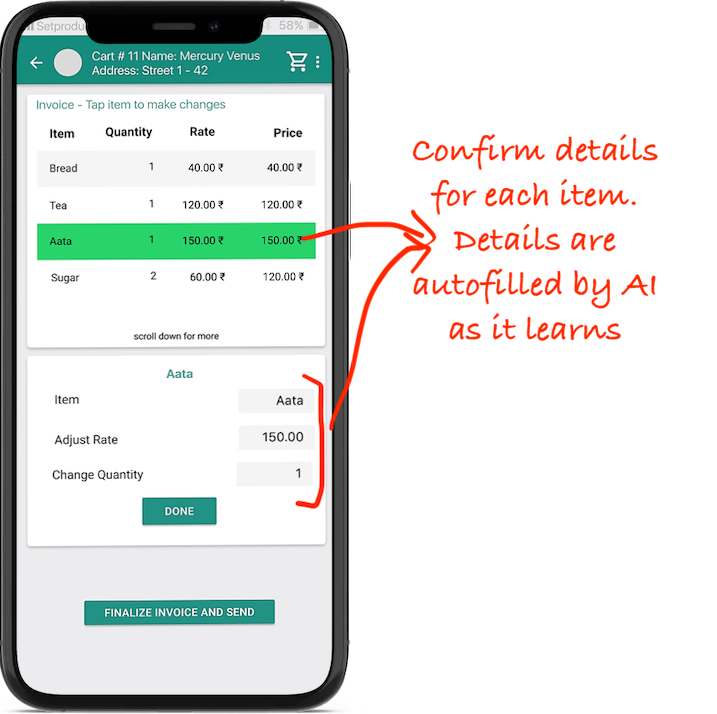 Setprodu 58%
Cart # 11 Name: Mercury Venus
Address: Street 1 - 42
Invoice - Tap item to make changes
Item Quantity Rate Price
Bread 1 40.00 ₹ 40.00 ₹
Tea 1 120.00 ₹ 120.00 ₹
Aata 1 150.00 ₹ 150.00 ₹
Sugar 2 60.00 ₹ 120.00 ₹
scroll down for more
Aata
Item Aata
Adjust Rate 150.00
Change Quantity 1
DONE
FINALIZE INVOICE AND SEND
Confirm details
for each item.
Details are
autofilled by AI
as it learns